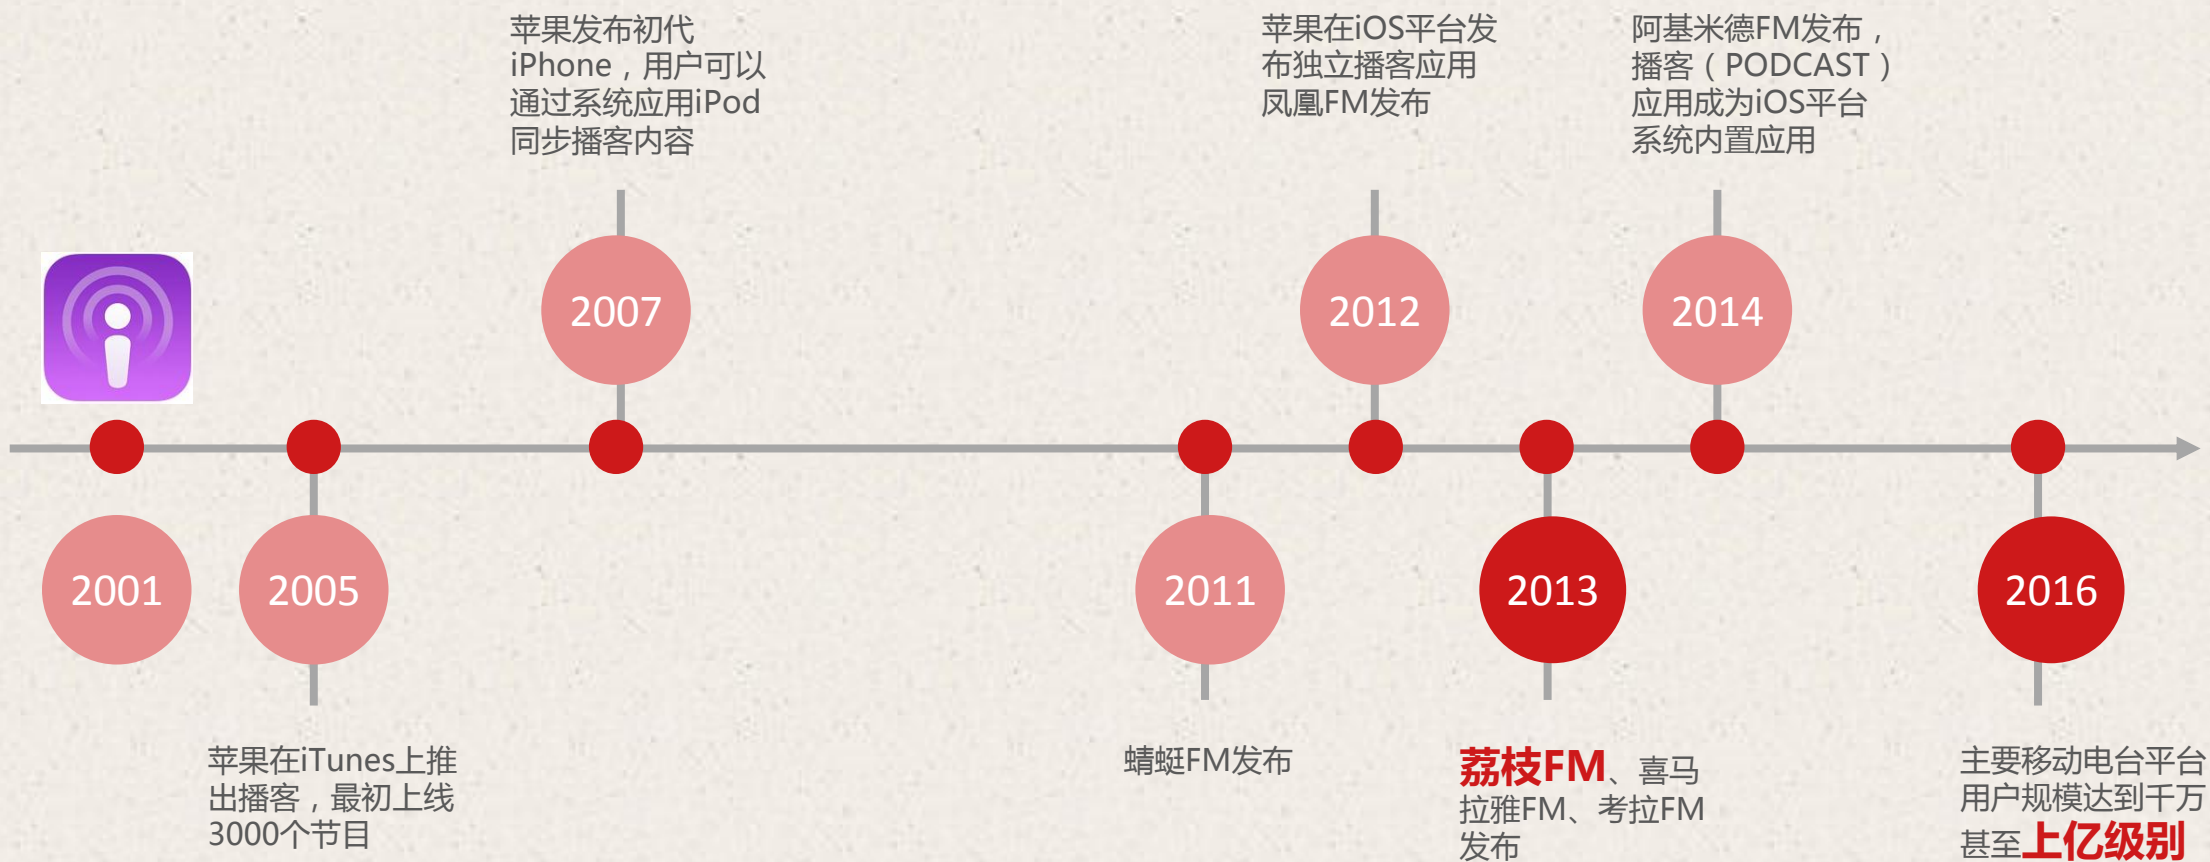 苹果发布初代
iPhone，用户可以
通过系统应用iPod
同步播客内容
苹果在iOS平台发
布独立播客应用
凤凰FM发布
阿基米德FM发布，
播客（PODCAST）
应用成为iOS平台
系统内置应用
2007
2012
2014
2001
2005
2011
2013
2016
苹果在iTunes上推
出播客，最初上线
3000个节目
蜻蜓FM发布
荔枝FM、喜马
拉雅FM、考拉FM
发布
主要移动电台平台
用户规模达到千万
甚至上亿级别